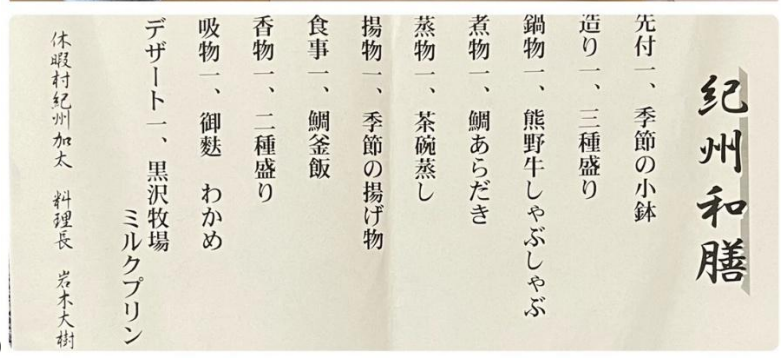 紀州和膳
先付一、季節の小鉢
造り一、三種盛り
鍋物一、熊野牛しゃぶしゃぶ
煮物一、鯛あらだき
蒸物一、茶碗蒸し
揚物一、季節の揚げ物
食事一、鯛釜飯
香物一、二種盛り
吸物一、御麩 わかめ
デザート一、黒沢牧場
ミルクプリン
休暇村紀州加太 料理長 岩木大樹